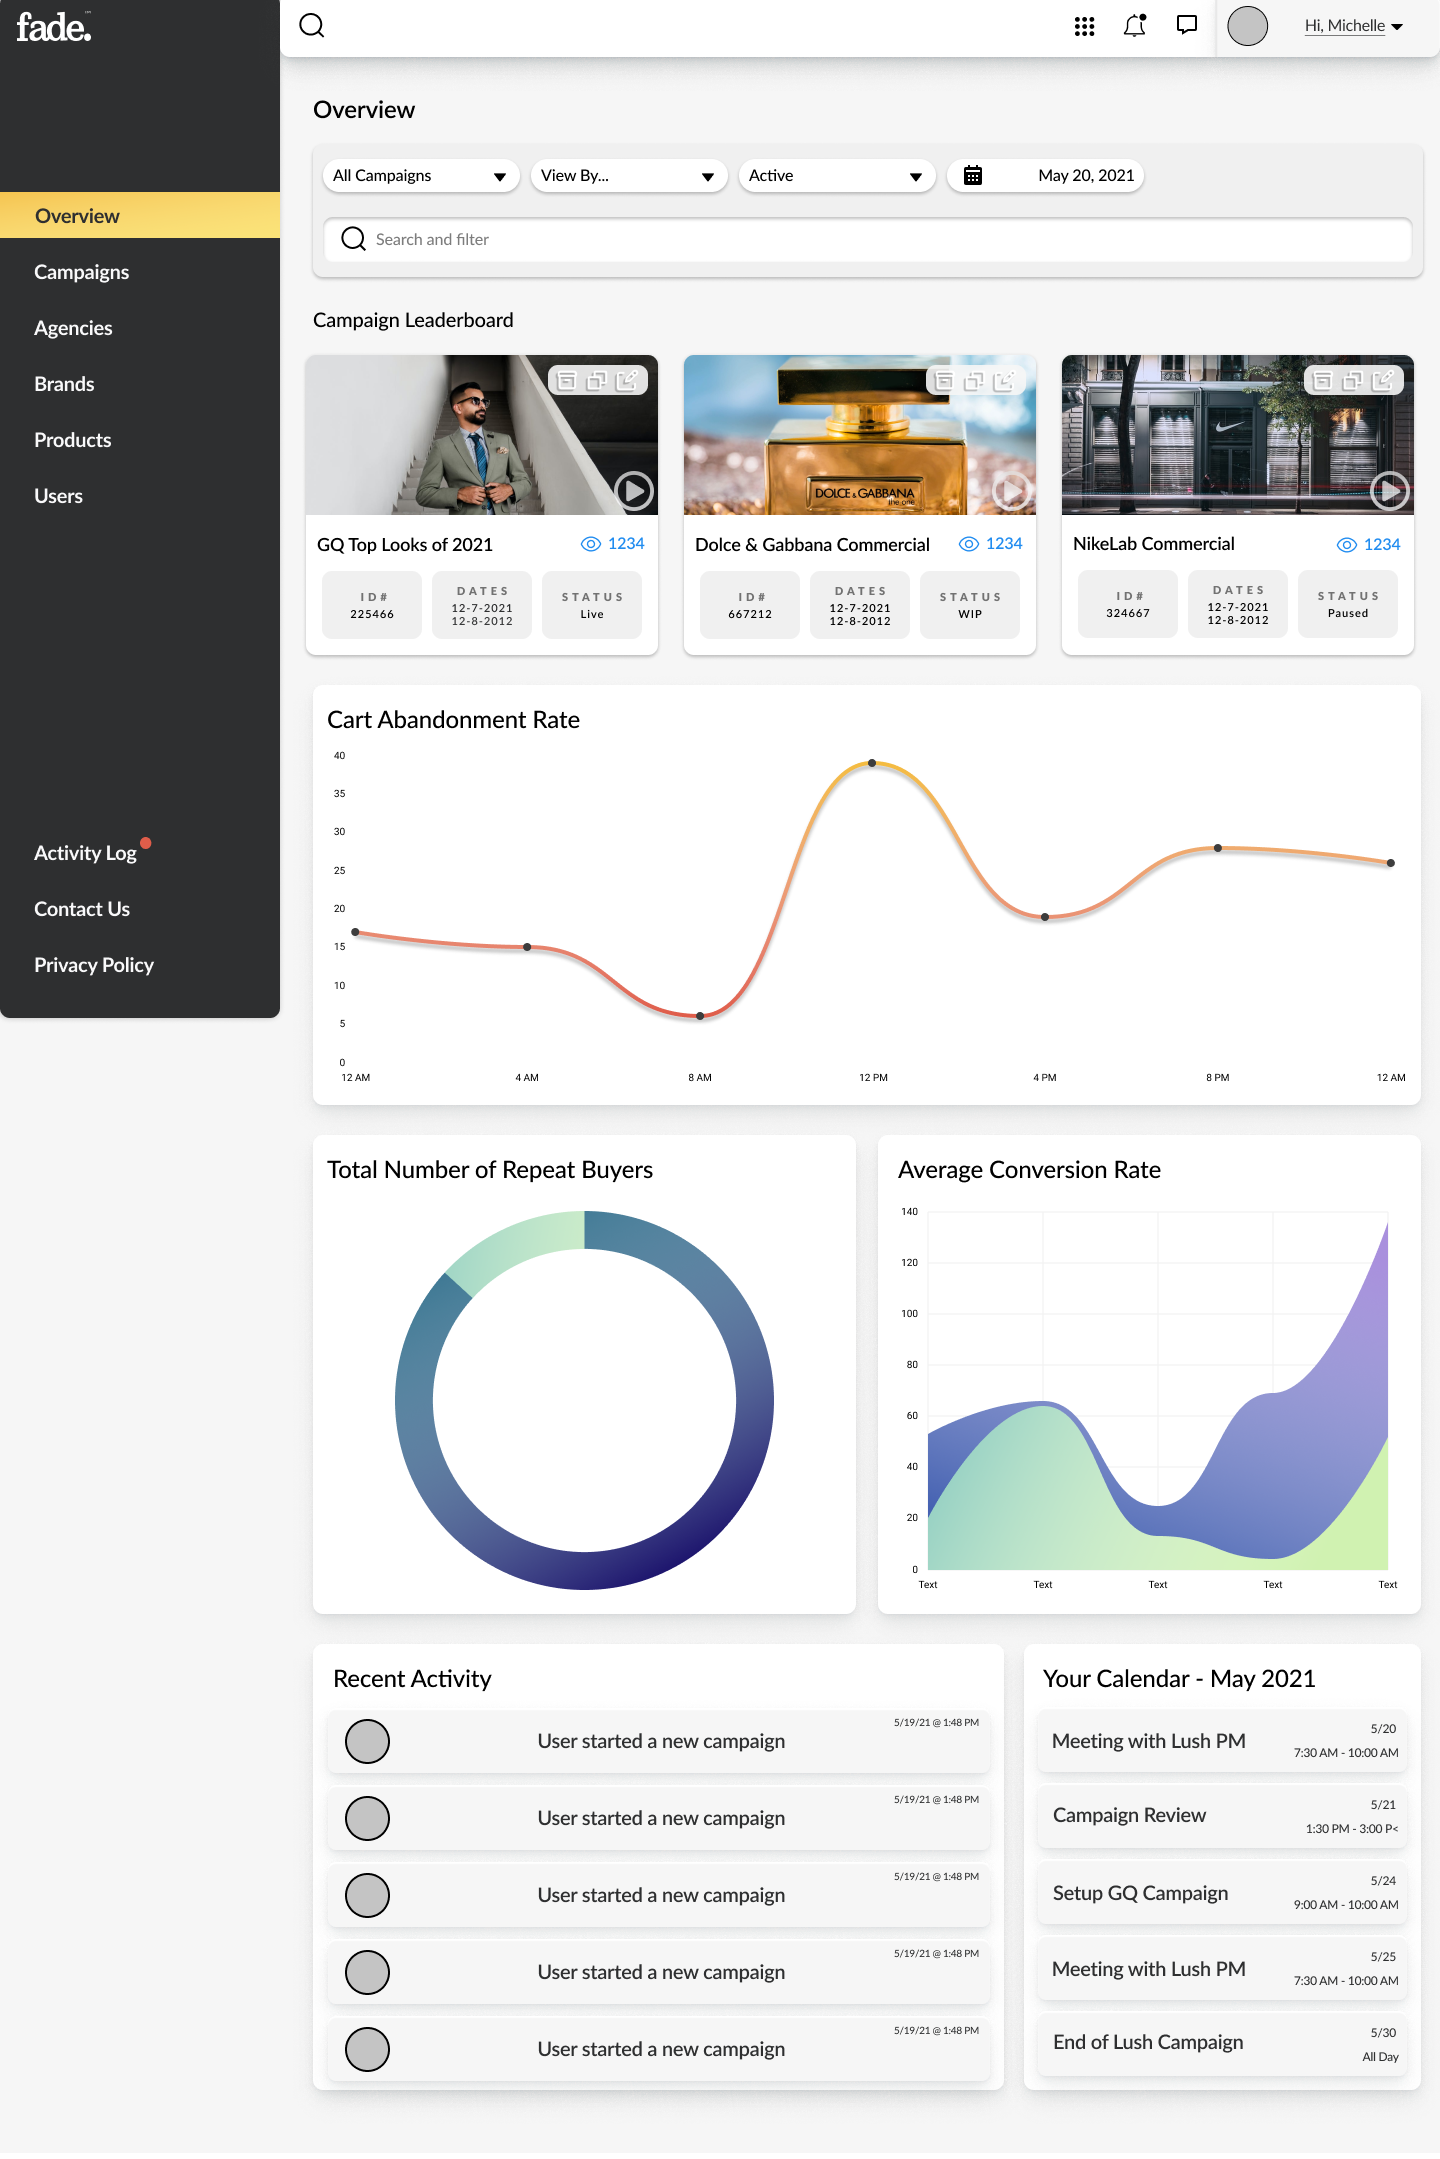 fade.
Hi, Michelle
Overview
Campaigns
Agencies
Brands
Products
Users
Activity Log
Contact Us
Privacy Policy
Overview
All Campaigns
View By...
Active
May 20, 2021
Search and filter
Campaign Leaderboard
DOLCE & GABBANA
the one
GQ Top Looks of 2021
1234
ID#
225466
DATES
12-7-2021
12-8-2012
STATUS
Live
Dolce & Gabbana Commercial
1234
ID#
667212
DATES
12-7-2021
12-8-2012
STATUS
WIP
NikeLab Commercial
1234
ID#
324667
DATES
12-7-2021
12-8-2012
STATUS
Paused
Cart Abandonment Rate
40
35
30
25
20
15
10
5
0
12 AM
4 AM
8 AM
12 PM
4 PM
8 PM
12 AM
Total Number of Repeat Buyers
Average Conversion Rate
140
120
100
80
60
40
20
0
Text
Text
Text
Text
Text
Recent Activity
User started a new campaign
5/19/21 @ 1:48 PM
User started a new campaign
5/19/21 @ 1:48 PM
User started a new campaign
5/19/21 @ 1:48 PM
User started a new campaign
5/19/21 @ 1:48 PM
User started a new campaign
5/19/21 @ 1:48 PM
Your Calendar - May 2021
Meeting with Lush PM
5/20
7:30 AM - 10:00 AM
Campaign Review
5/21
1:30 PM - 3:00 P<
Setup GQ Campaign
5/24
9:00 AM - 10:00 AM
Meeting with Lush PM
5/25
7:30 AM - 10:00 AM
End of Lush Campaign
5/30
All Day